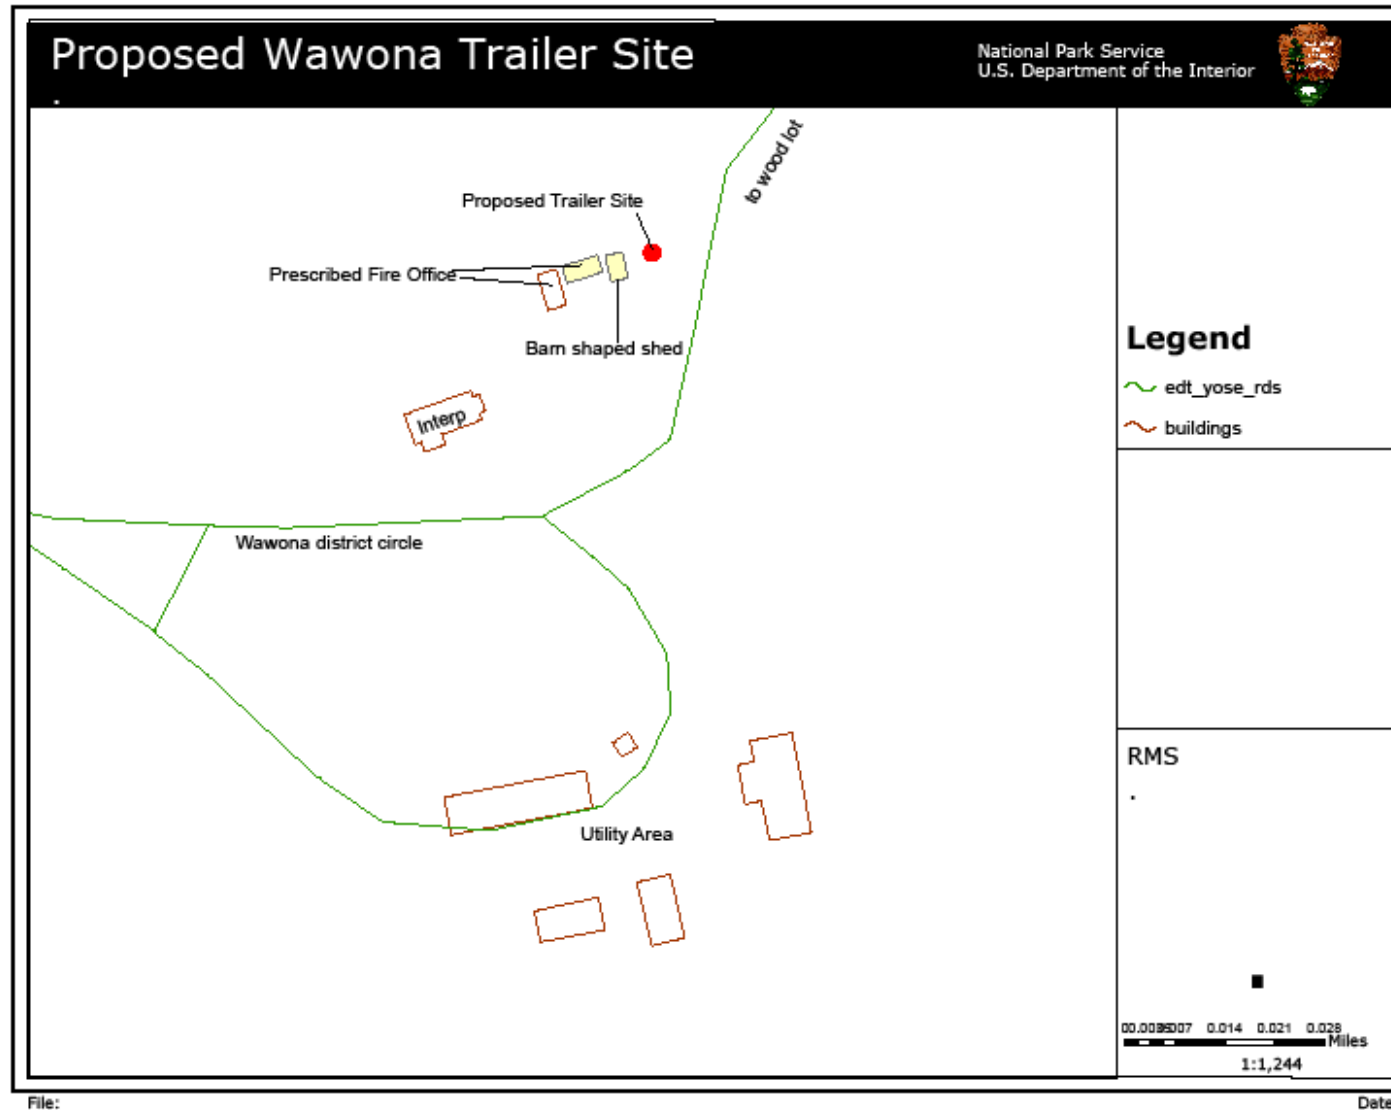 Proposed Wawona Trailer Site
.
National Park Service
U.S. Department of the Interior
to wood lot
Proposed Trailer Site
Prescribed Fire Office
Barn shaped shed
Interp
Wawona district circle
Utility Area
Legend
edt_yose_rds
buildings
RMS
.
0.014 0.021 0.028
Miles
1:1,244
File:
Date